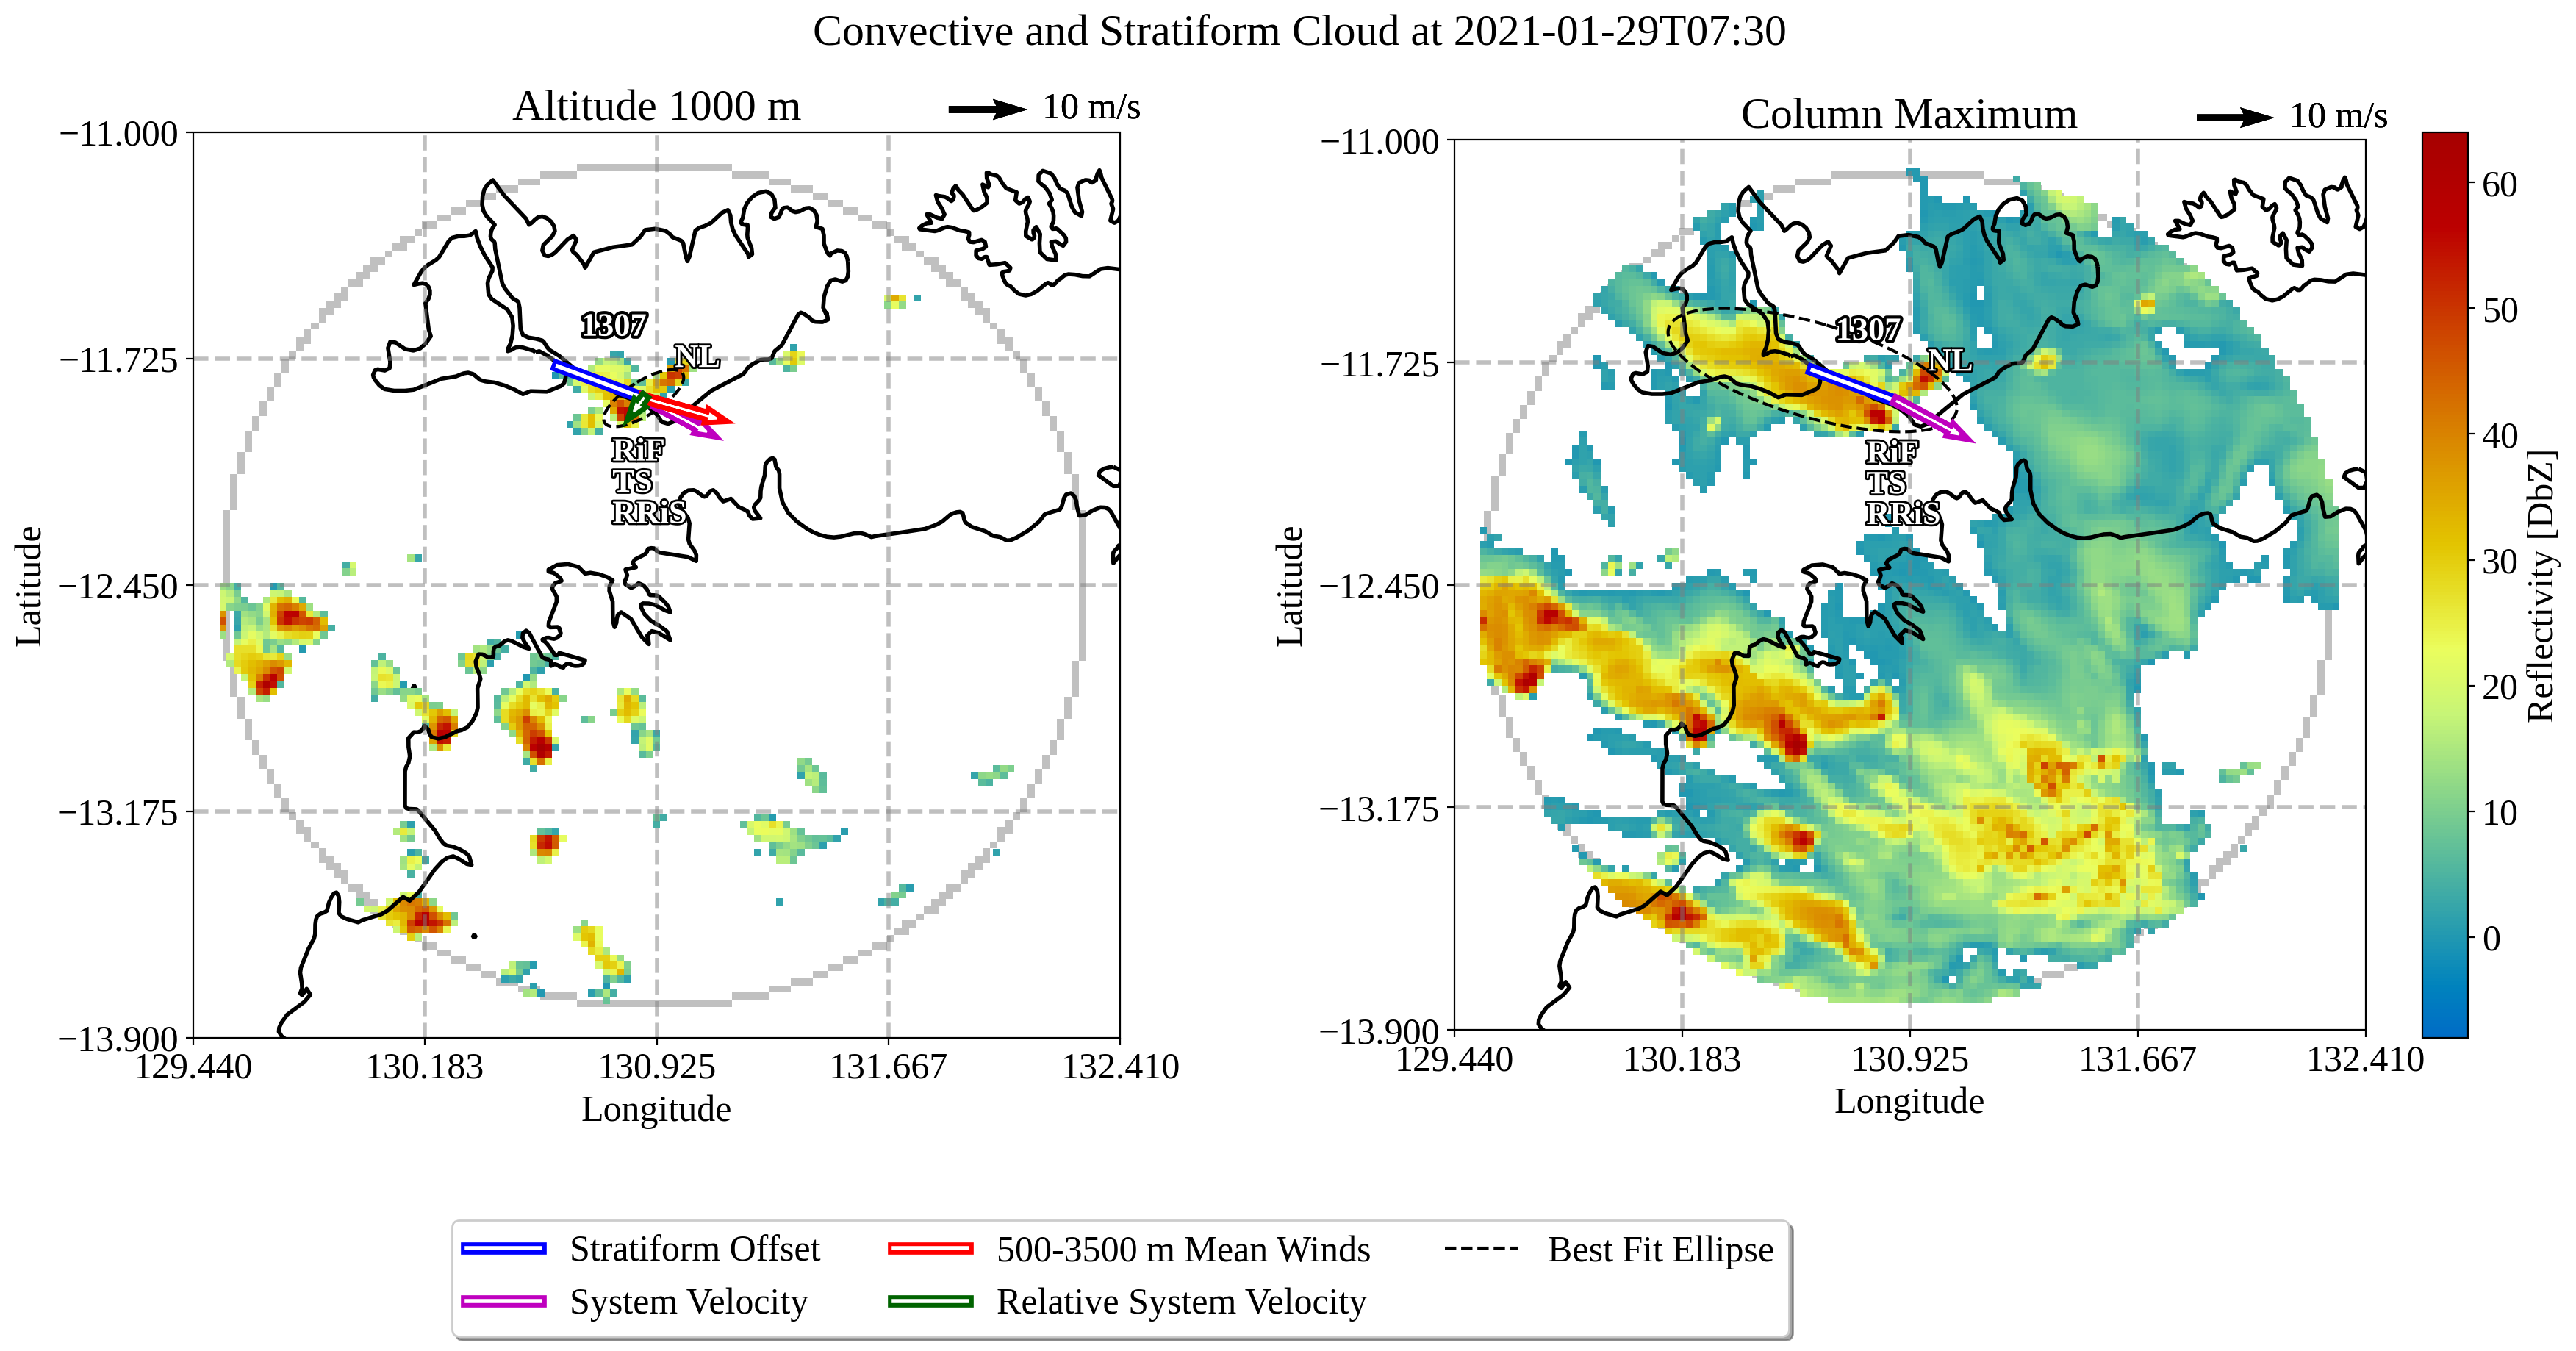 Convective and Stratiform Cloud at 2021-01-29T07:30
Altitude 1000 m
10 m/s
−11.000
−11.725
−12.450
−13.175
−13.900
Latitude
129.440
130.183
130.925
131.667
132.410
Longitude
1307
NL
RiF
TS
RRiS
Column Maximum
10 m/s
−11.000
−11.725
−12.450
−13.175
−13.900
Latitude
129.440
130.183
130.925
131.667
132.410
Longitude
1307
NL
RiF
TS
RRiS
60
50
40
30
20
10
0
Reflectivity [DbZ]
Stratiform Offset
System Velocity
500-3500 m Mean Winds
Relative System Velocity
Best Fit Ellipse